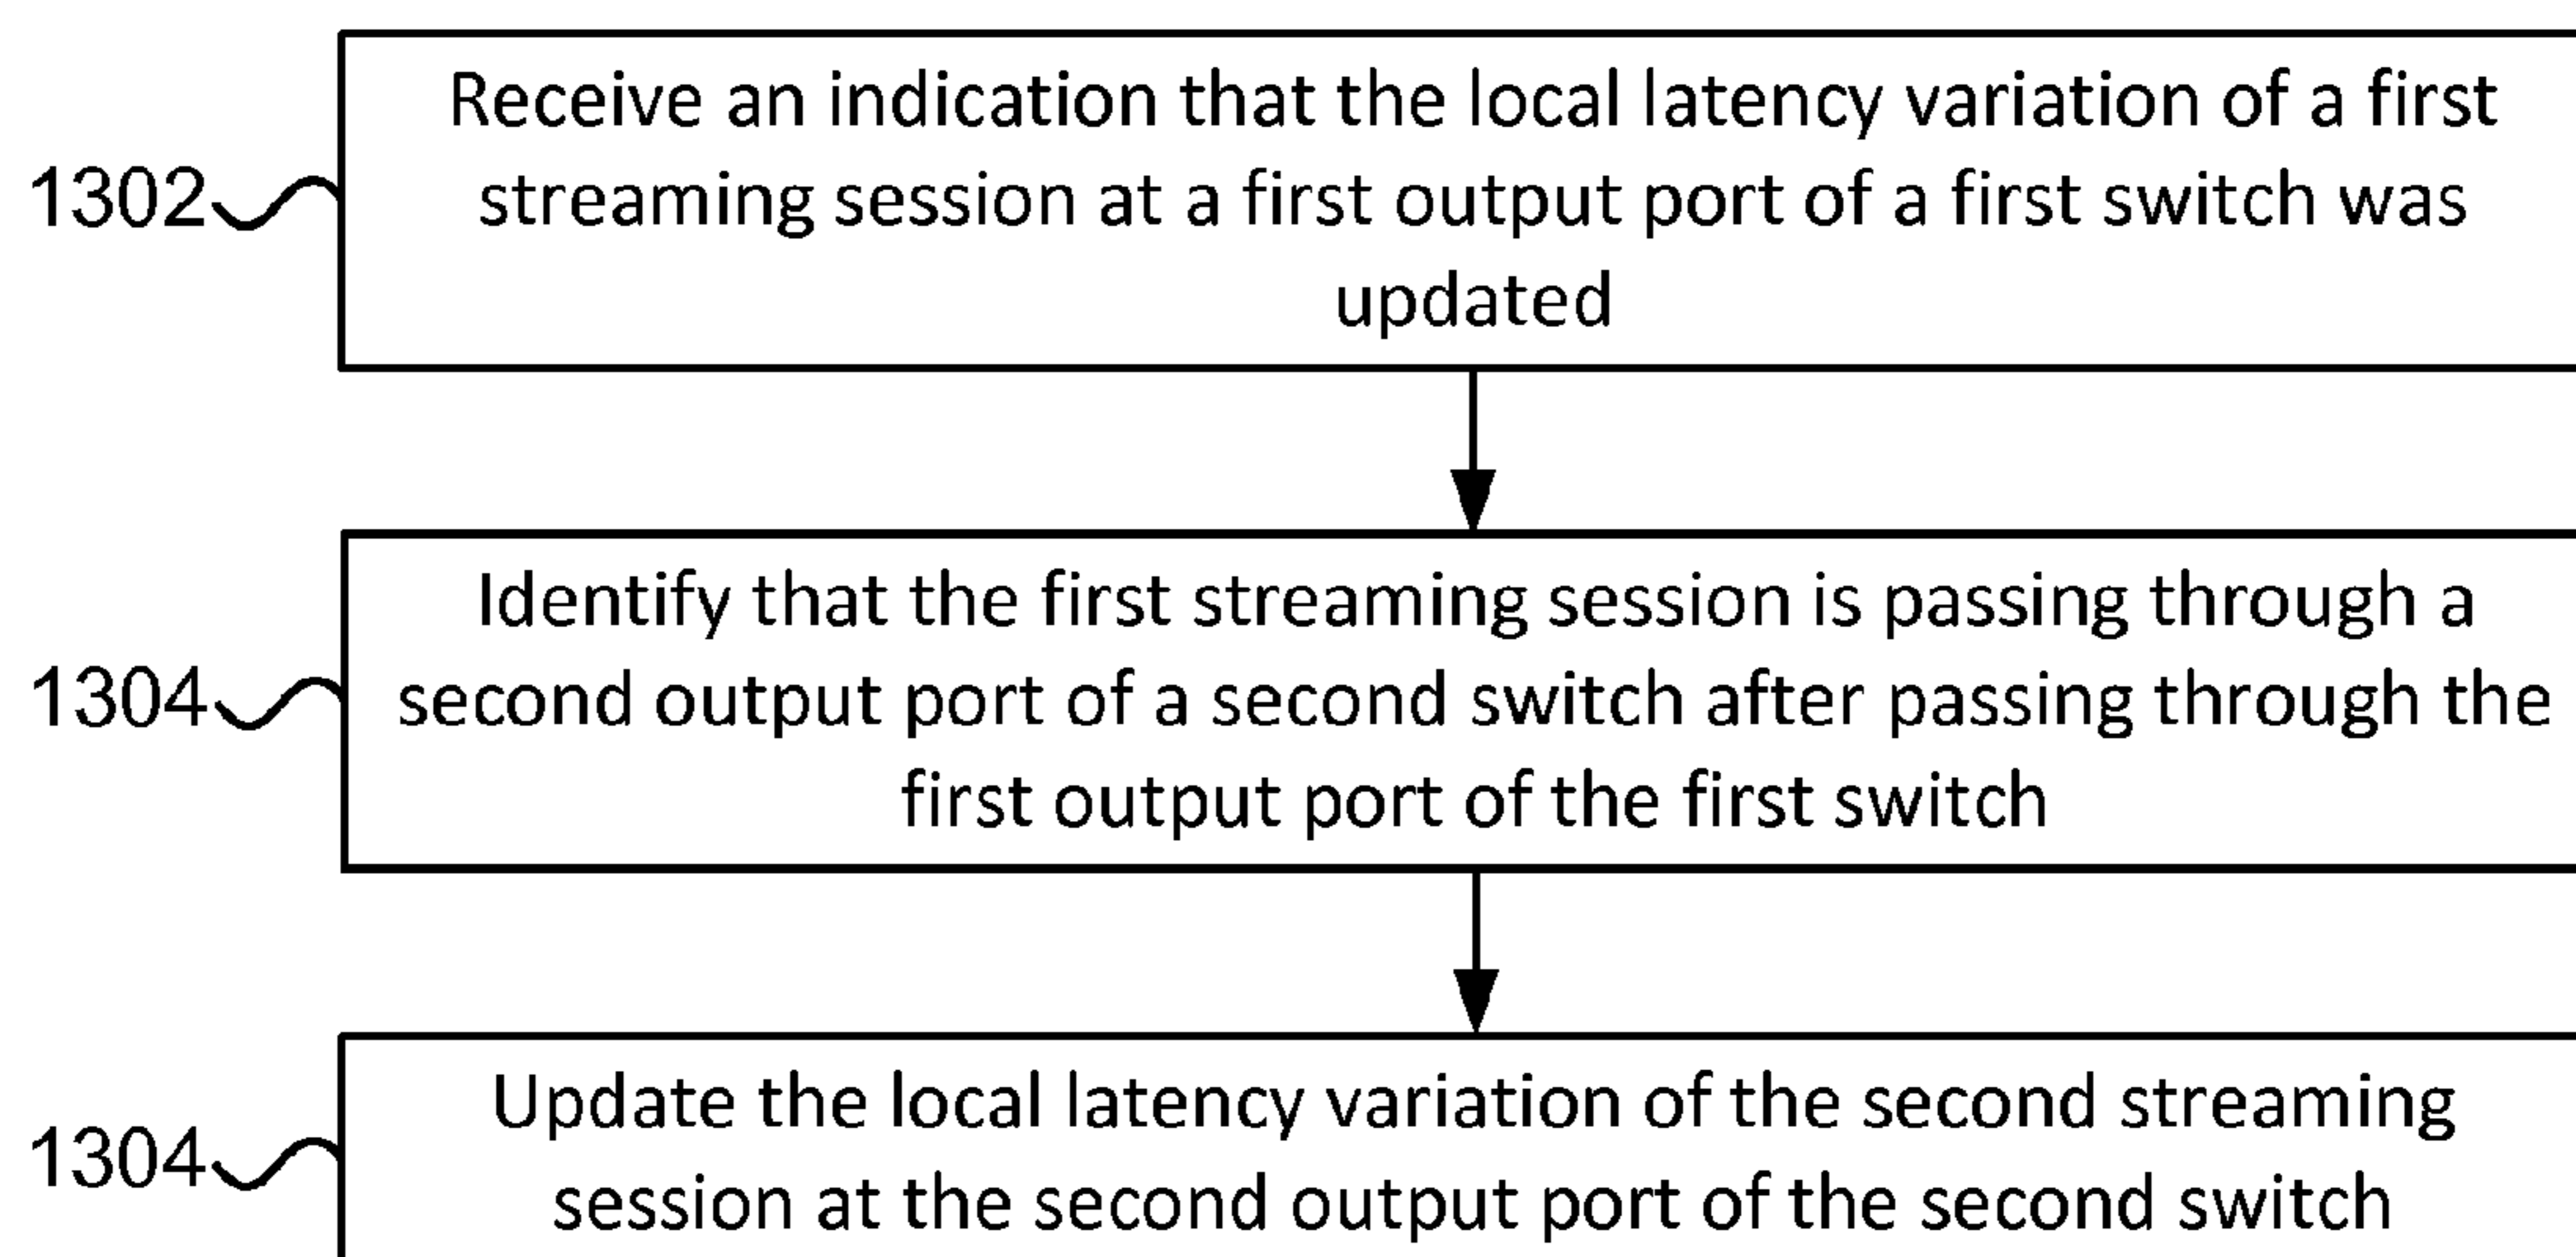 Receive an indication that the local latency variation of a first
1302
streaming session at a first output port of a first switch was
updated
Identify that the first streaming session is passing through a
1304
second output port of a second switch after passing through the
first output port of the first switch
Update the local latency variation of the second streaming
1304
session at the second output port of the second switch